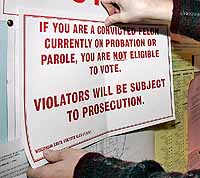 IF YOU ARE A CONVICTED FELON
CURRENTLY ON PROBATION OR
PAROLE, YOU ARE NOT ELIGIBLE
TO VOTE.
VIOLATORS WILL BE SUBJECT
TO PROSECUTION.